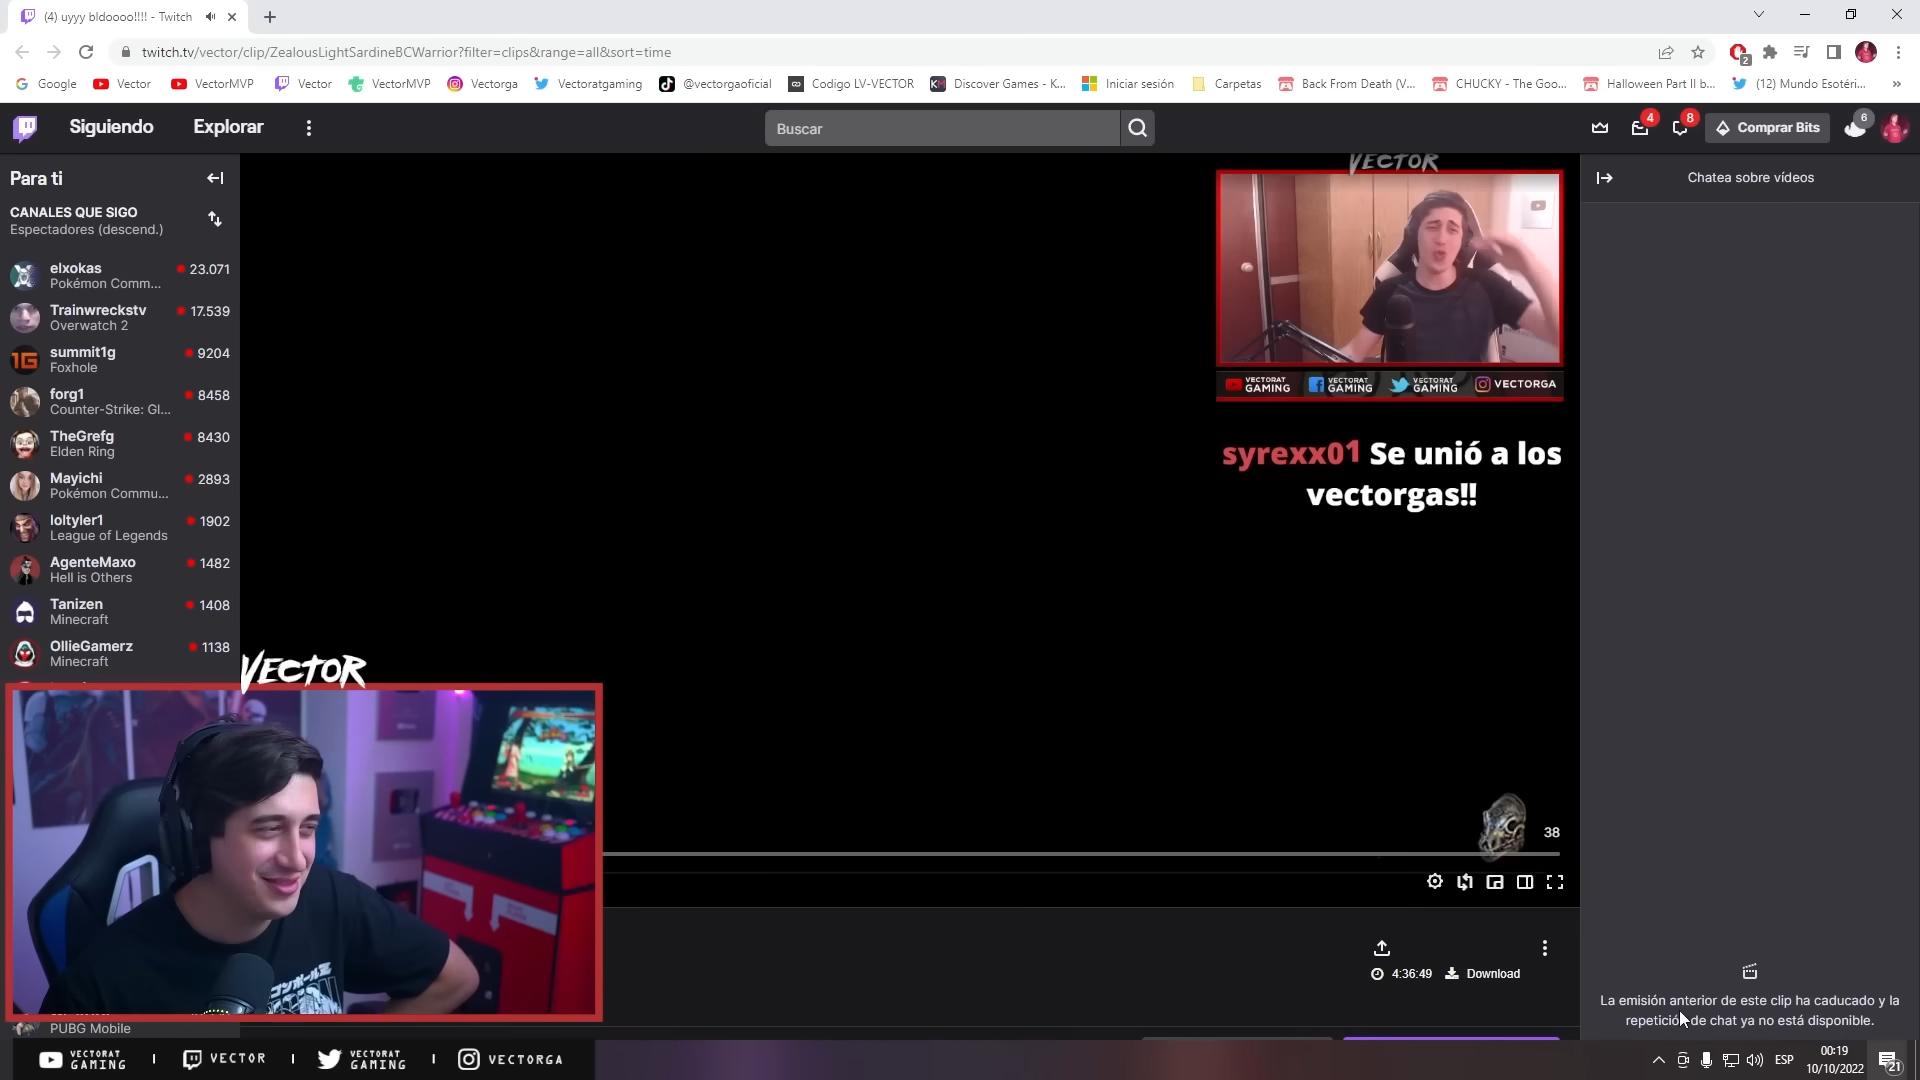 (4) uyyy bldoooo!!!! - Twitch
twitch.tv/vector/clip/ZealousLightSardineBCWarrior?filter=clips&range=all&sort=time
2
Google Vector VectorMVP Vector VectorMVP Vectorga Vectoratgaming @vectorgaoficial Codigo LV-VECTOR Discover Games - K... Iniciar sesión Carpetas Back From Death (V... CHUCKY - The Goo... Halloween Part II b... (12) Mundo Esotéri... »
Siguiendo Explorar Buscar 4 8 Comprar Bits 6
Para ti
CANALES QUE SIGO
Espectadores (descend.)
elxokas 23.071
Pokémon Comm...
Trainwreckstv 17.539
Overwatch 2
summit1g 9204
Foxhole
forg1 8458
Counter-Strike: Gl...
TheGrefg 8430
Elden Ring
Mayichi 2893
Pokémon Commu...
loltyler1 1902
League of Legends
AgenteMaxo 1482
Hell is Others
Tanizen 1408
Minecraft
OllieGamerz 1138
Minecraft
PUBG Mobile
VECTOR
VECTORAT GAMING VECTORAT GAMING VECTORAT GAMING VECTORGA
syrexx01 Se unió a los
vectorgas!!
VECTOR
38
4:36:49 Download
Chatea sobre vídeos
La emisión anterior de este clip ha caducado y la
repetición de chat ya no está disponible.
VECTORAT GAMING VECTOR VECTORAT GAMING VECTORGA
ESP
00:19
10/10/2022
21